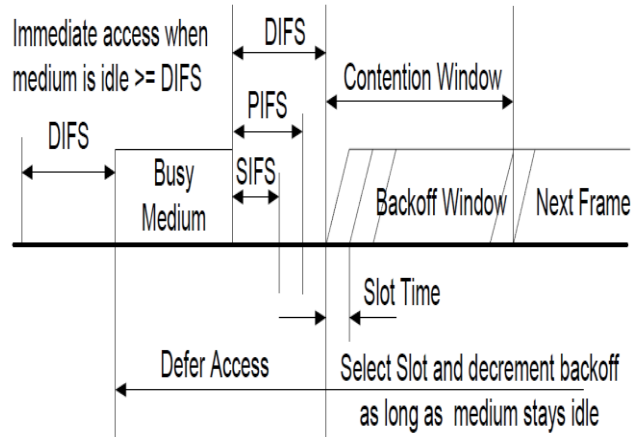 Immediate access when
medium is idle >= DIFS
DIFS
DIFS
Contention Window
PIFS
SIFS
Busy
Medium
Backoff Window
Next Frame
Slot Time
Defer Access
Select Slot and decrement backoff
as long as medium stays idle